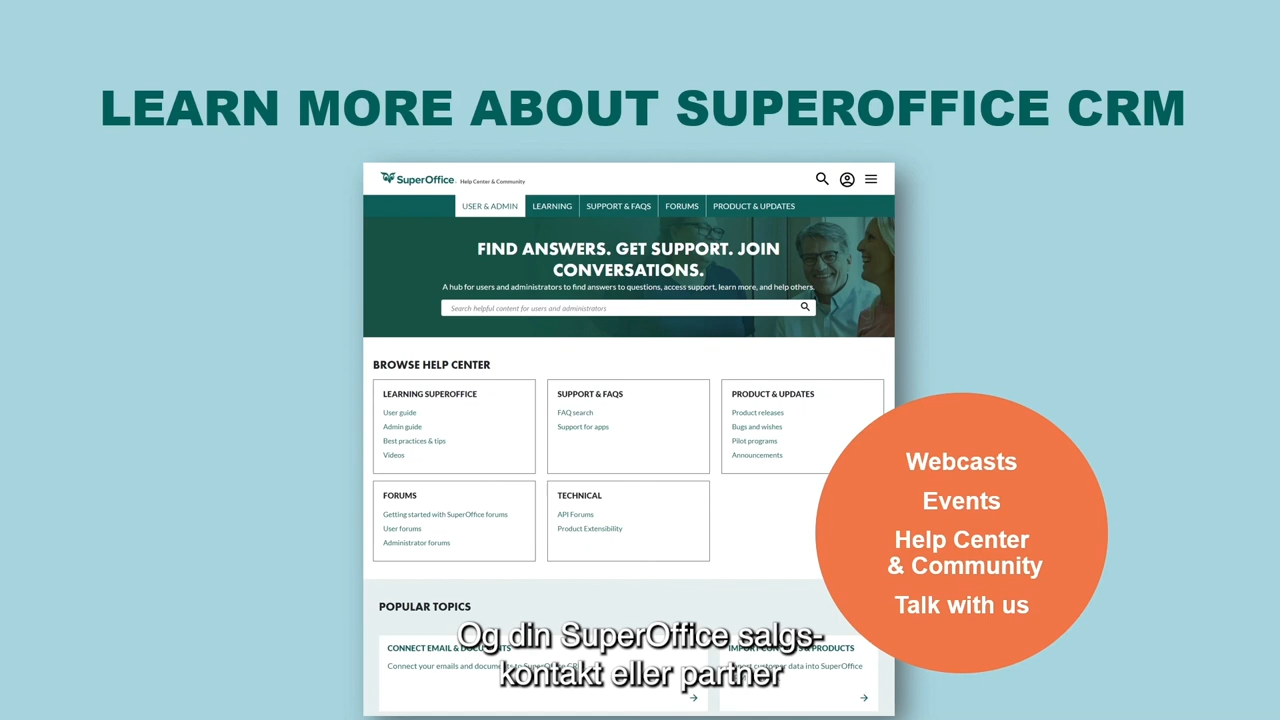 LEARN MORE ABOUT SUPEROFFICE CRM
SuperOffice. Help Center & Community
USER & ADMIN LEARNING SUPPORT & FAQS FORUMS PRODUCT & UPDATES
FIND ANSWERS. GET SUPPORT. JOIN
CONVERSATIONS.
A hub for users and administrators to find answers to questions, access support, learn more, and help others.
Search helpful content for users and administrators
BROWSE HELP CENTER
LEARNING SUPEROFFICE
User guide
Admin guide
Best practices & tips
Videos
SUPPORT & FAQS
FAQ search
Support for apps
PRODUCT & UPDATES
Product releases
Bugs and wishes
Pilot programs
Announcements
FORUMS
Getting started with SuperOffice forums
User forums
Administrator forums
TECHNICAL
API Forums
Product Extensibility
Webcasts
Events
Help Center
& Community
Talk with us
POPULAR TOPICS
CONNECT EMAIL &
Connect your emails and
PRODUCTS
customer data into SuperOffice
Og din SuperOffice salgs-
kontakt eller partner